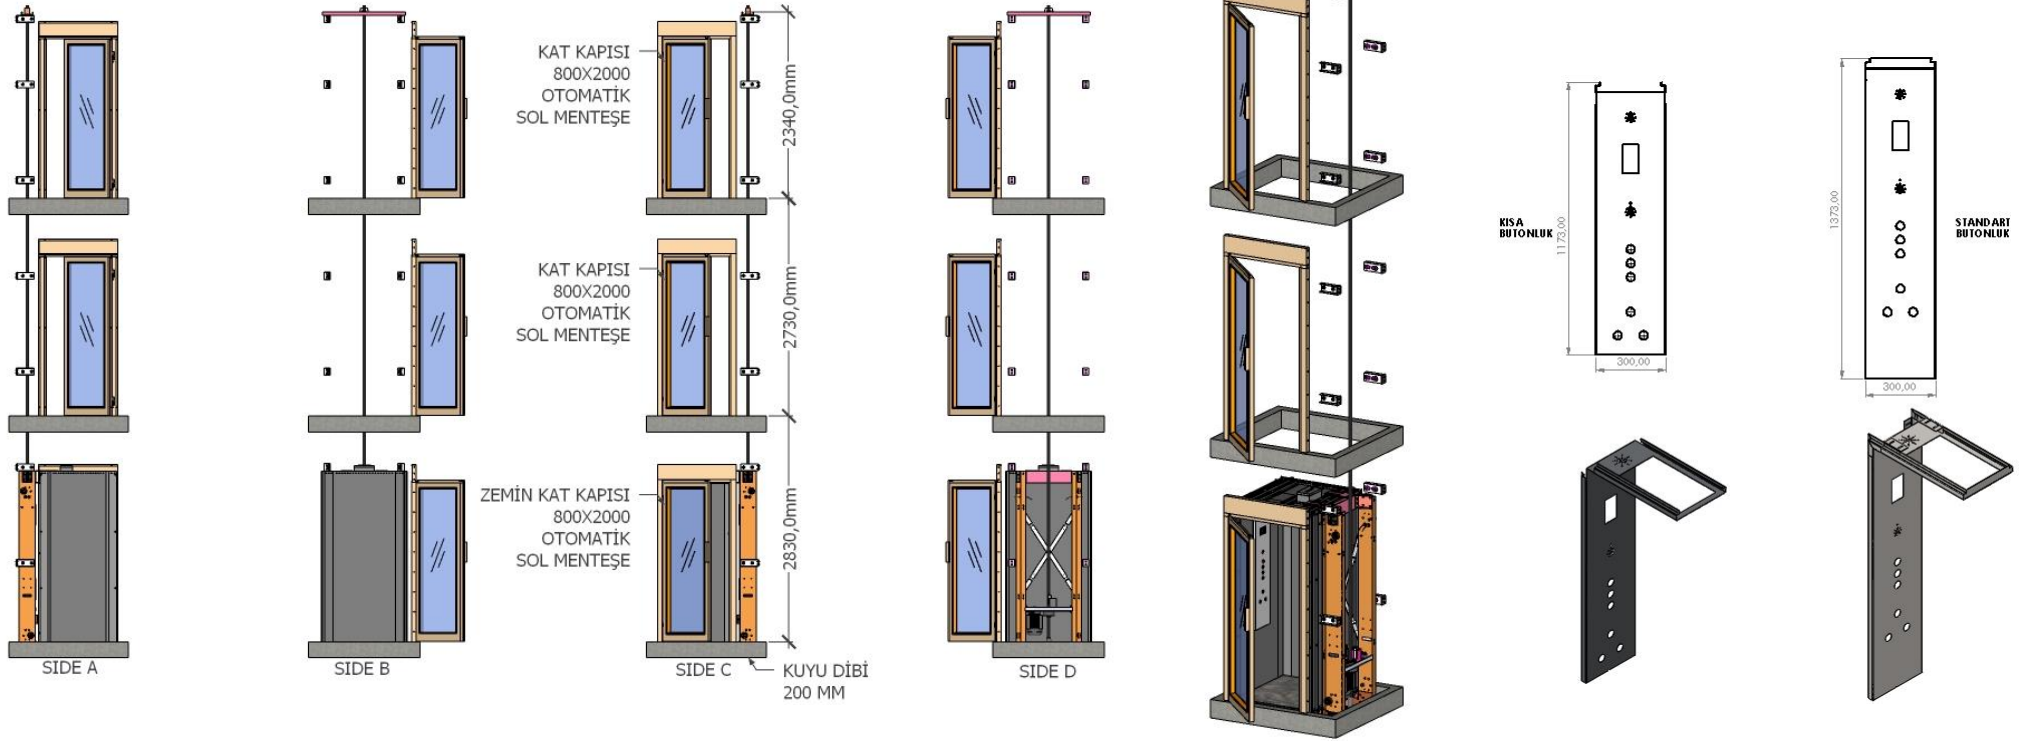 KAT KAPISI
800X2000
OTOMATİK
SOL MENTEŞE
2340,0mm
KAT KAPISI
800X2000
OTOMATİK
SOL MENTEŞE
2730,0mm
ZEMİN KAT KAPISI
800X2000
OTOMATİK
SOL MENTEŞE
2830,0mm
SIDE A
SIDE B
SIDE C
KUYU DİBİ
200 MM
SIDE D
KISA
BUTONLUK
1173,00
300,00
1373,00
STANDART
BUTONLUK
300,00